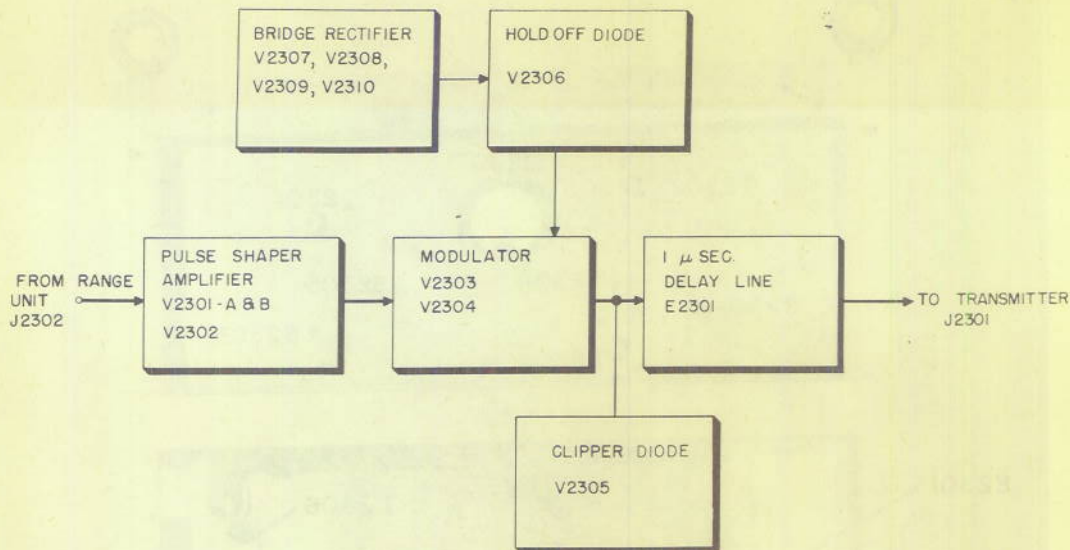 BRIDGE RECTIFIER
V2307, V2308,
V2309, V2310
HOLD OFF DIODE
V2306
FROM RANGE
UNIT
J2302
PULSE SHAPER
AMPLIFIER
V2301-A & B
V2302
MODULATOR
V2303
V2304
1 μ SEC.
DELAY LINE
E2301
TO TRANSMITTER
J2301
CLIPPER DIODE
V2305